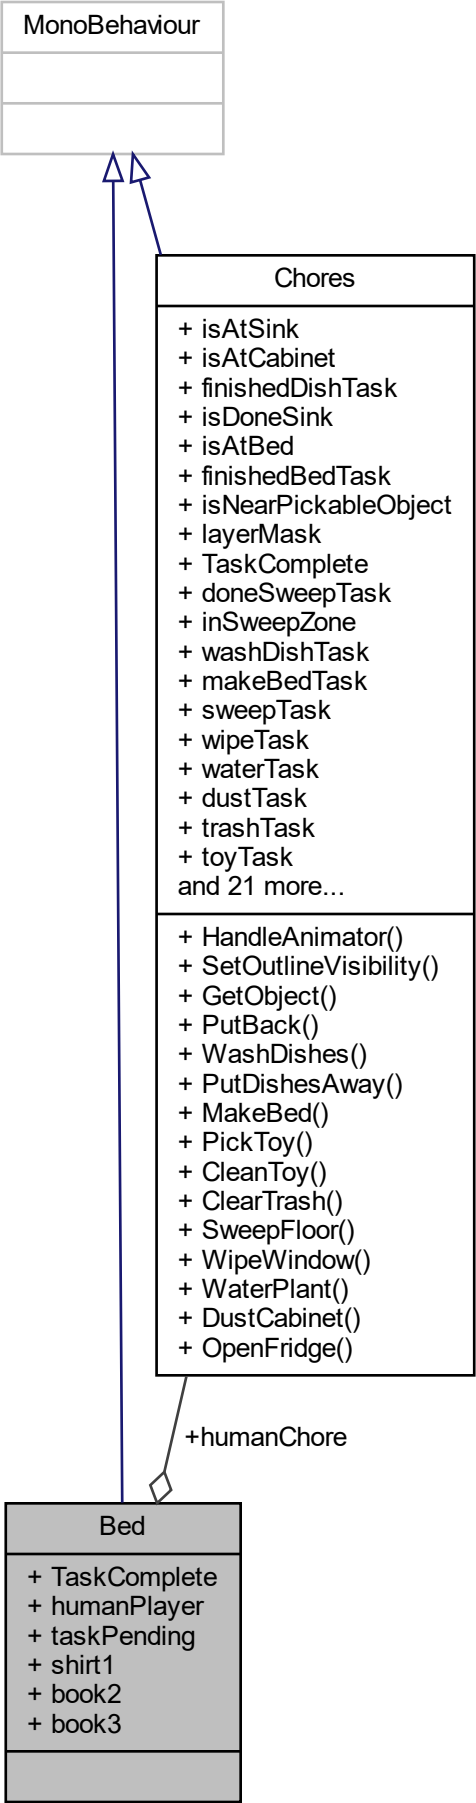 MonoBehaviour
Chores
+ isAtSink
+ isAtCabinet
+ finishedDishTask
+ isDoneSink
+ isAtBed
+ finishedBedTask
+ isNearPickableObject
+ layerMask
+ TaskComplete
+ doneSweepTask
+ inSweepZone
+ washDishTask
+ makeBedTask
+ sweepTask
+ wipeTask
+ waterTask
+ dustTask
+ trashTask
+ toyTask
and 21 more...
+ HandleAnimator()
+ SetOutlineVisibility()
+ GetObject()
+ PutBack()
+ WashDishes()
+ PutDishesAway()
+ MakeBed()
+ PickToy()
+ CleanToy()
+ ClearTrash()
+ SweepFloor()
+ WipeWindow()
+ WaterPlant()
+ DustCabinet()
+ OpenFridge()
+humanChore
Bed
+ TaskComplete
+ humanPlayer
+ taskPending
+ shirt1
+ book2
+ book3